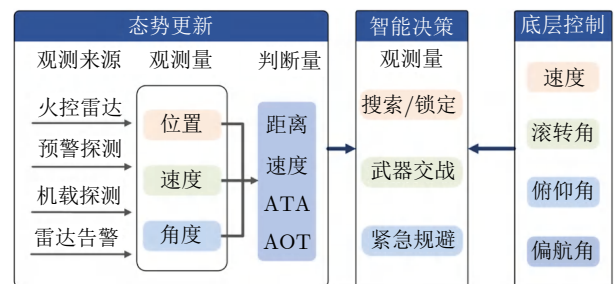 态势更新
观测来源
观测量
判断量
火控雷达
预警探测
机载探测
雷达告警
位置
速度
角度
距离
速度
ATA
AOT
智能决策
观测量
搜索/锁定
武器交战
紧急规避
底层控制
速度
滚转角
俯仰角
偏航角